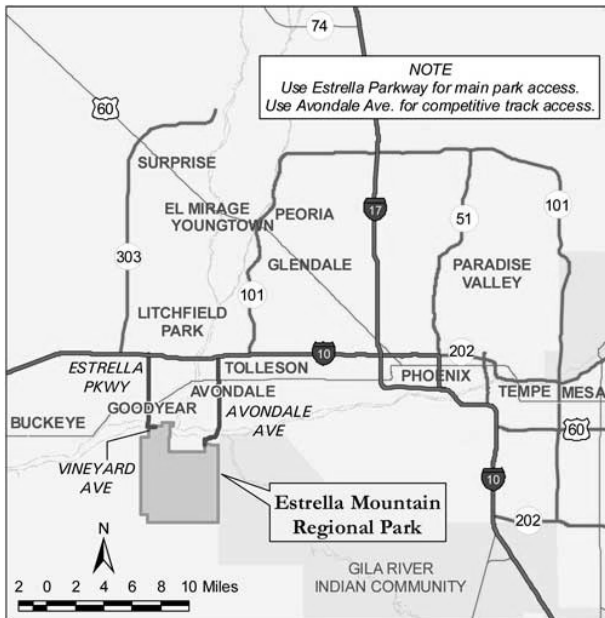 74
NOTE
Use Estrella Parkway for main park access.
Use Avondale Ave. for competitive track access.
60
SURPRISE
EL MIRAGE
YOUNGTOWN
PEORIA
17
51
101
303
GLENDALE
PARADISE
VALLEY
101
LITCHFIELD
PARK
10
202
ESTRELLA
PKWY
TOLLESON
PHOENIX
TEMPE
MESA
AVONDALE
GOODYEAR
AVONDALE
AVE
BUCKEYE
60
VINEYARD
AVE
10
Estrella Mountain
Regional Park
202
N
GILA RIVER
INDIAN COMMUNITY
2 0 2 4 6 8 10 Miles